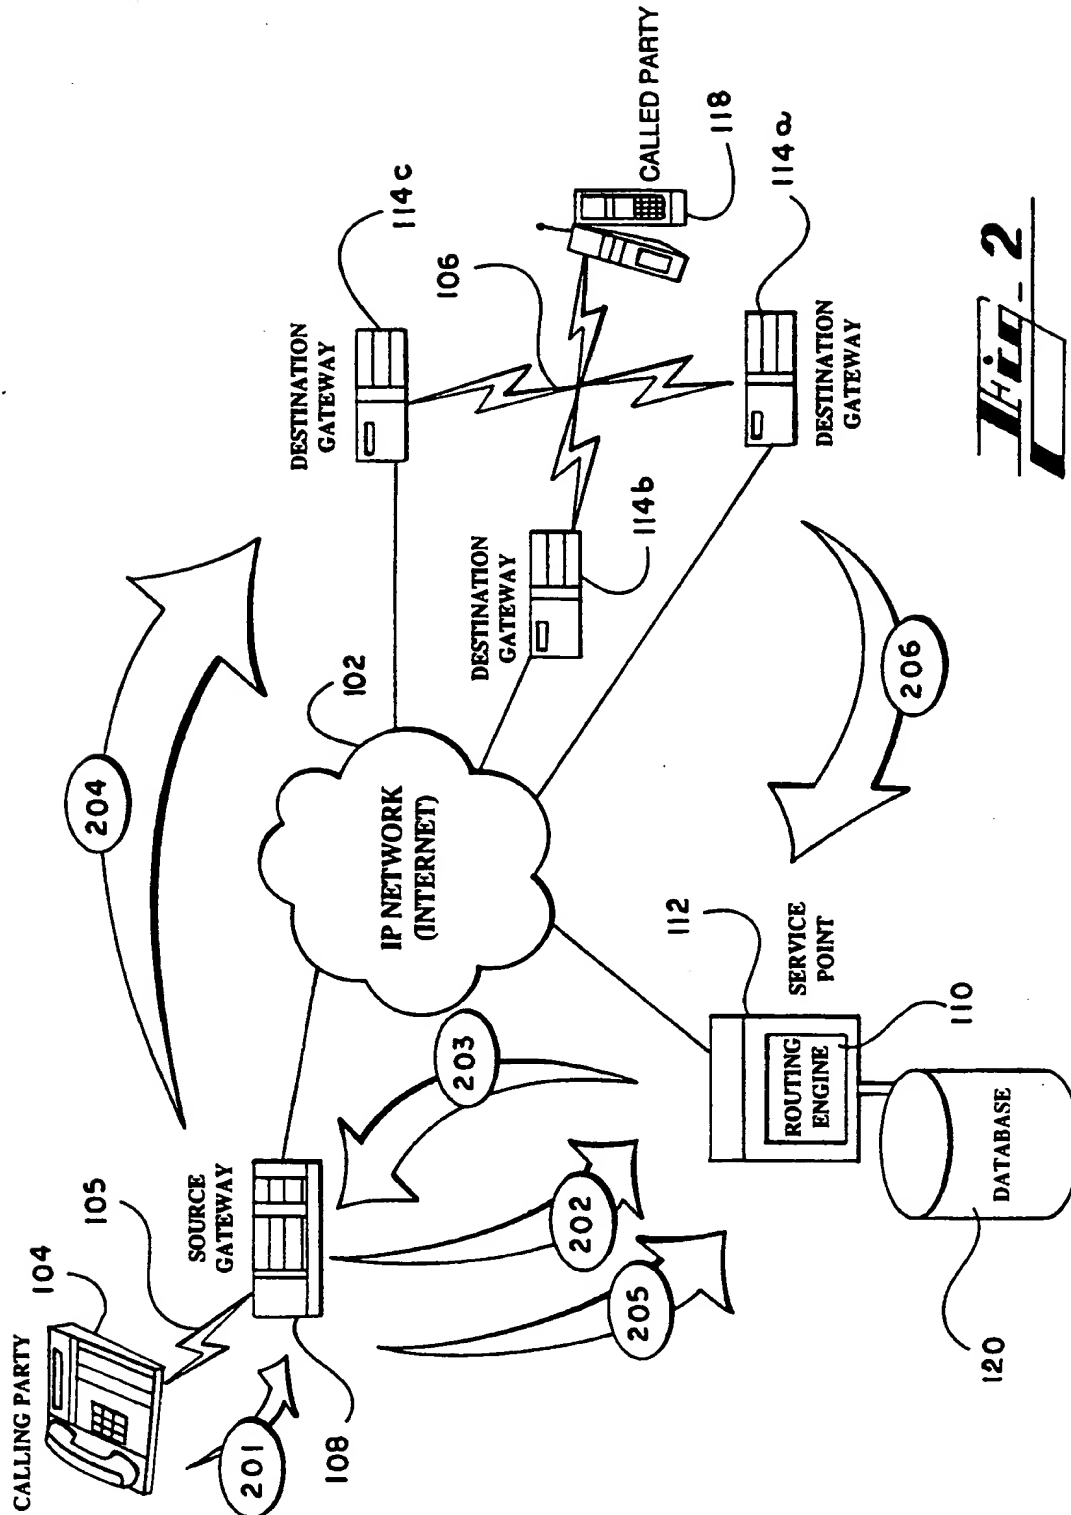 CALLING PARTY
104
105
201
108
SOURCE
GATEWAY
202
205
203
204
IP NETWORK
(INTERNET)
102
DESTINATION
GATEWAY
114c
DESTINATION
GATEWAY
114b
106
CALLED PARTY
118
114a
DESTINATION
GATEWAY
206
112
SERVICE
POINT
ROUTING
ENGINE
110
DATABASE
120
Fig_2